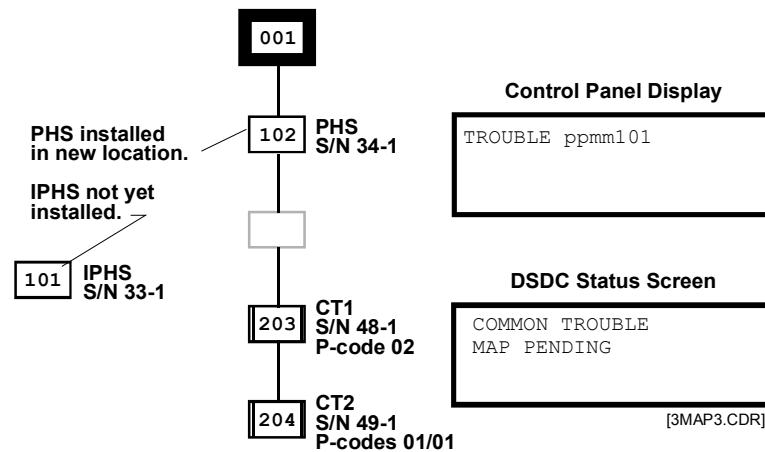 001
PHS installed
in new location.
102
PHS
S/N 34-1
IPHS not yet
installed.
101
IPHS
S/N 33-1
203
CT1
S/N 48-1
P-code 02
204
CT2
S/N 49-1
P-codes 01/01
Control Panel Display
TROUBLE ppmm101
DSDC Status Screen
COMMON TROUBLE
MAP PENDING
[3MAP3.CDR]